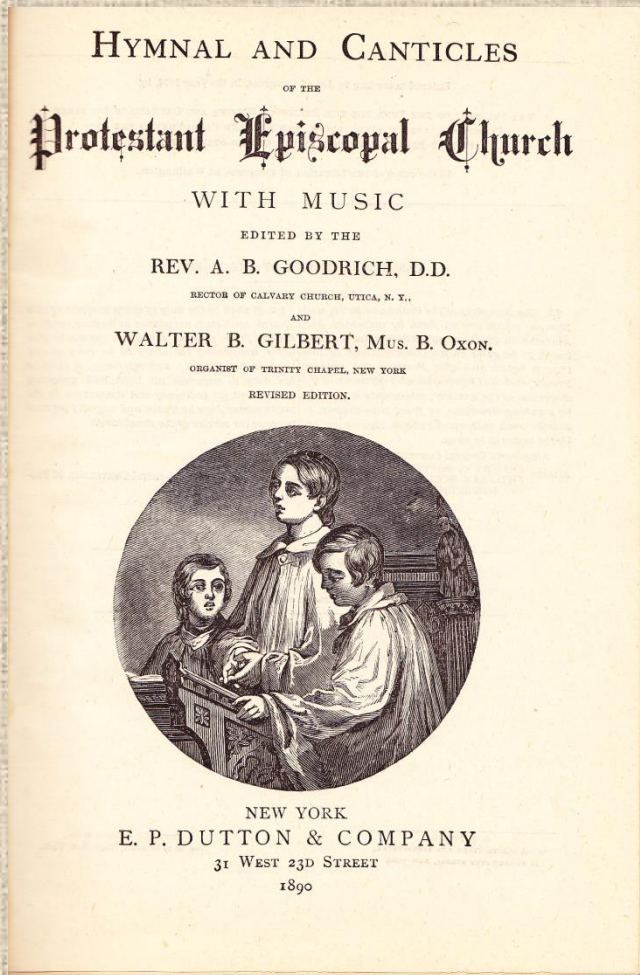 HYMNAL AND CANTICLES
OF THE
Protestant Episcopal Church
WITH MUSIC
EDITED BY THE
REV. A. B. GOODRICH, D.D.
RECTOR OF CALVARY CHURCH, UTICA, N. Y.,
AND
WALTER B. GILBERT, MUS. B. OXON.
ORGANIST OF TRINITY CHAPEL, NEW YORK
REVISED EDITION.
NEW YORK
E. P. DUTTON & COMPANY
31 WEST 23D STREET
1890